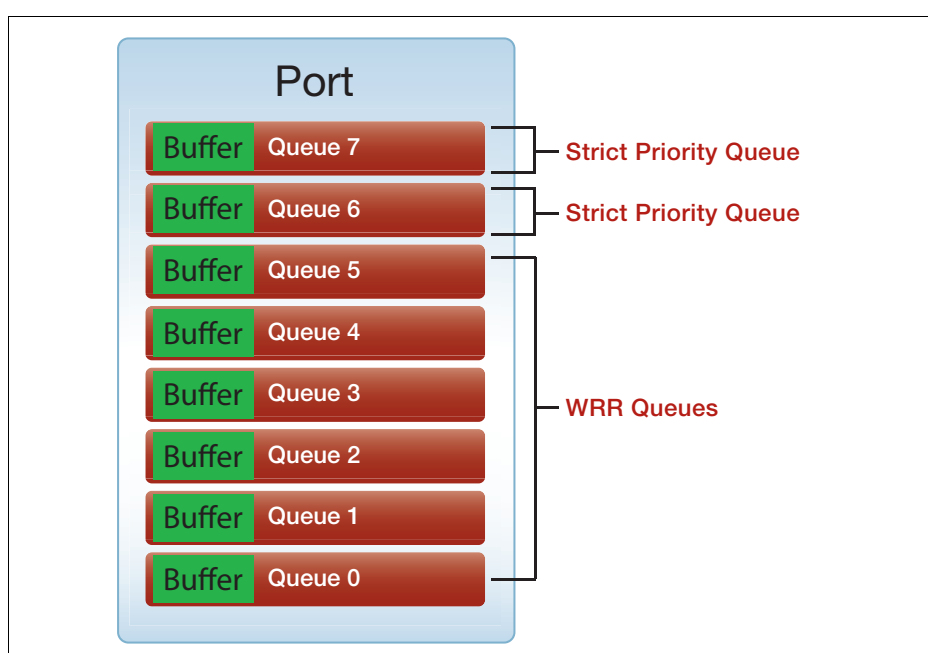 Port
Buffer Queue 7
Strict Priority Queue
Buffer Queue 6
Strict Priority Queue
Buffer Queue 5
Buffer Queue 4
Buffer Queue 3
WRR Queues
Buffer Queue 2
Buffer Queue 1
Buffer Queue 0